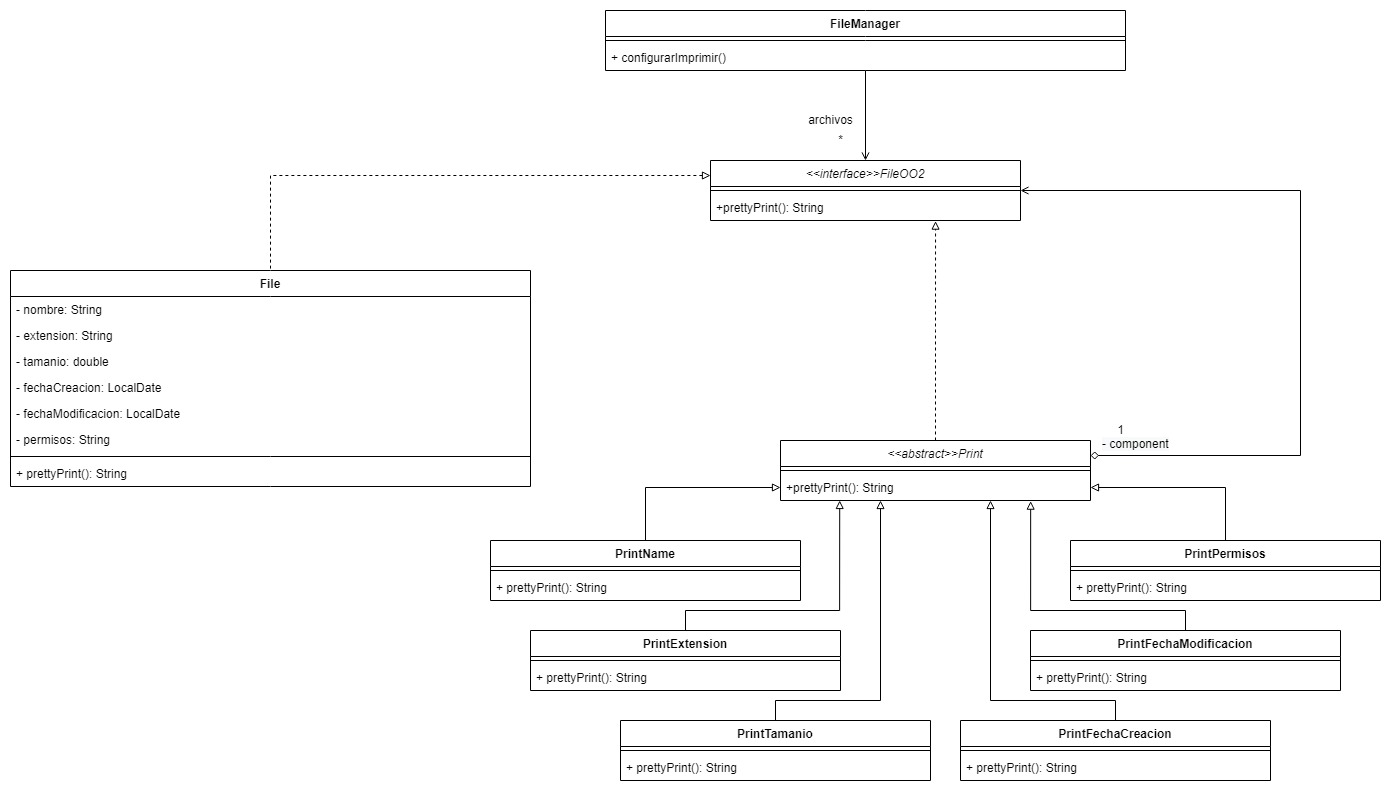 FileManager
+ configurarImprimir()
archivos
*
<<interface>>FileOO2
+prettyPrint(): String
File
- nombre: String
- extension: String
- tamanio: double
- fechaCreacion: LocalDate
- fechaModificacion: LocalDate
- permisos: String
+ prettyPrint(): String
1
- component
<<abstract>>Print
+prettyPrint(): String
PrintName
+ prettyPrint(): String
PrintPermisos
+ prettyPrint(): String
PrintExtension
+ prettyPrint(): String
PrintFechaModificacion
+ prettyPrint(): String
PrintTamanio
+ prettyPrint(): String
PrintFechaCreacion
+ prettyPrint(): String